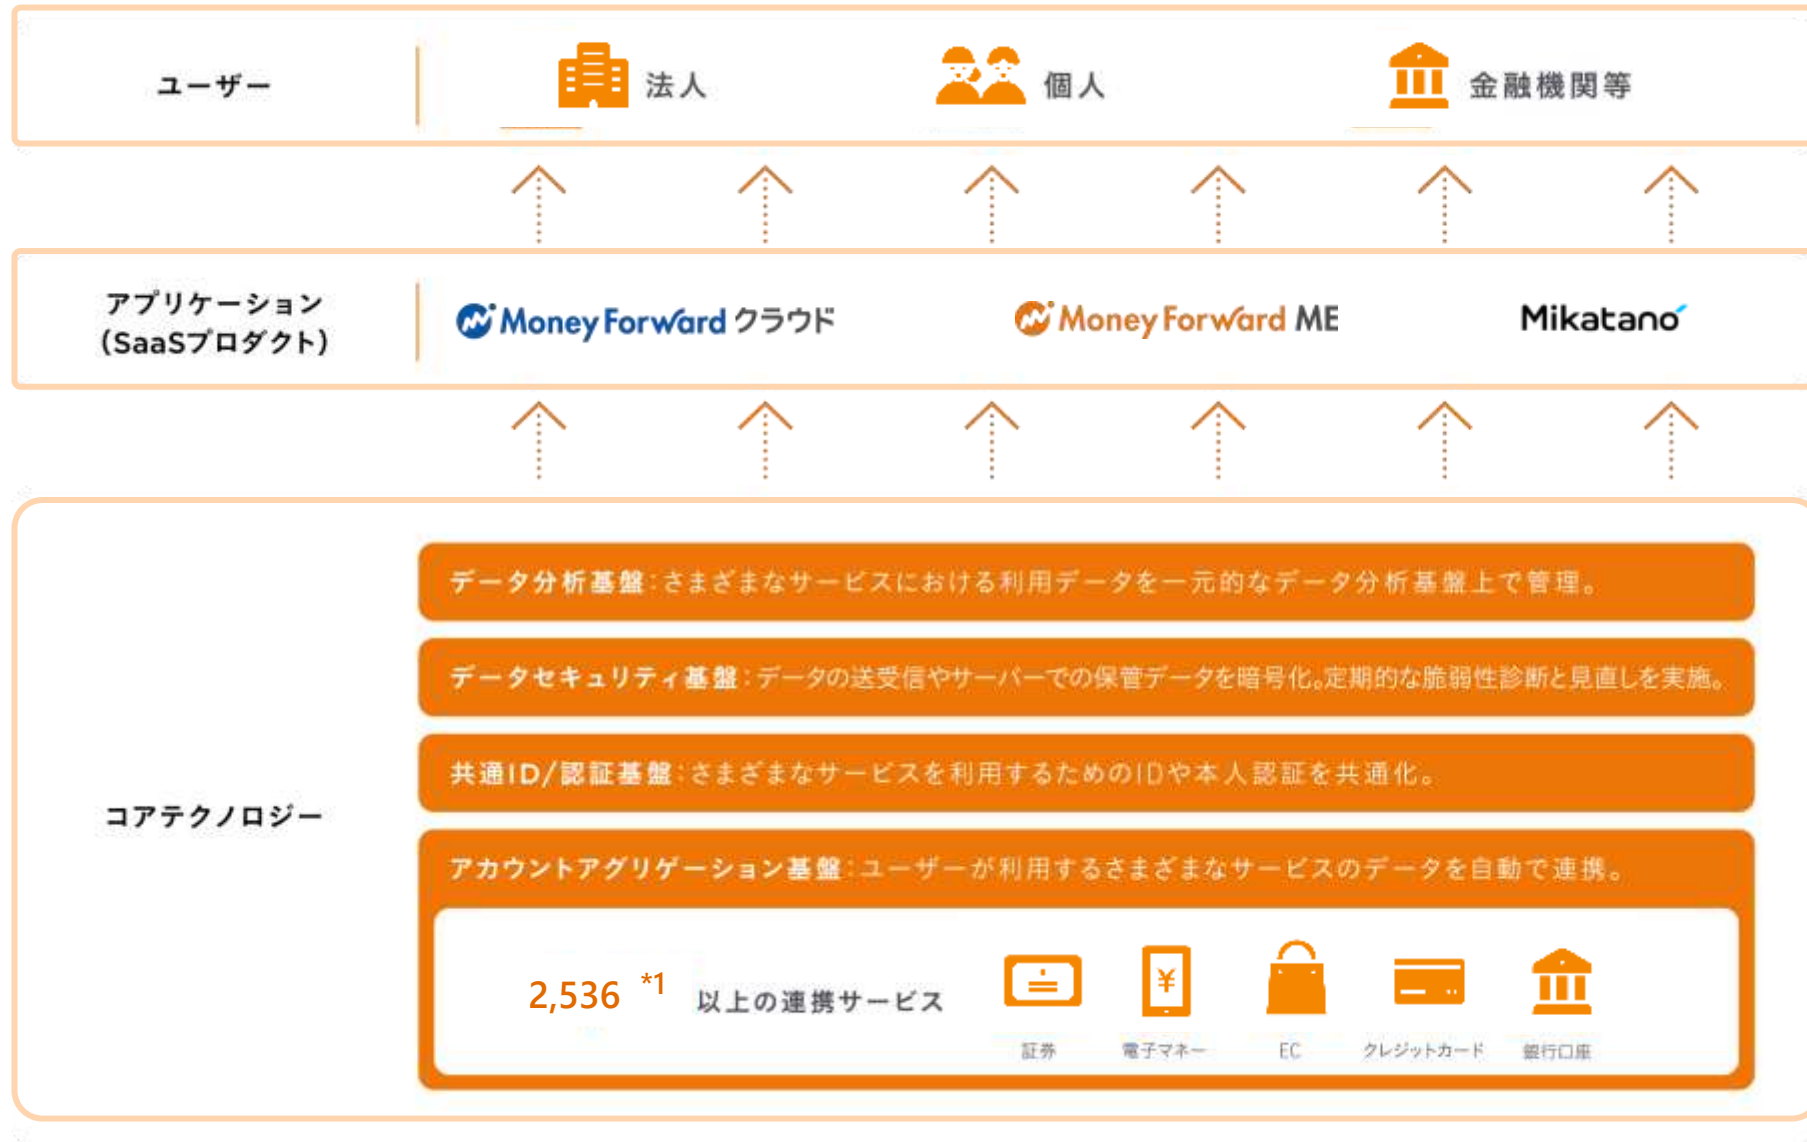 ユーザー
法人
個人
金融機関等
アプリケーション
(SaaSプロダクト)
Money Forward クラウド
Money Forward ME
Mikatano
コアテクノロジー
データ分析基盤:さまざまなサービスにおける利用データを一元的なデータ分析基盤上で管理。
データセキュリティ基盤:データの送受信やサーバーでの保管データを暗号化。定期的な脆弱性診断と見直しを実施。
共通ID/認証基盤:さまざまなサービスを利用するためのIDや本人認証を共通化。
アカウントアグリゲーション基盤:ユーザーが利用するさまざまなサービスのデータを自動で連携。
2,536 *1 以上の連携サービス
¥
証券
電子マネー
EC
クレジットカード
銀行口座